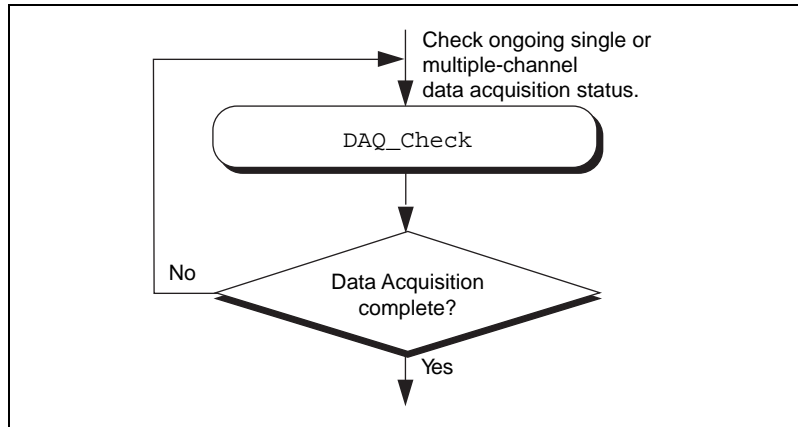 Check ongoing single or
multiple-channel
data acquisition status.
DAQ_Check
No
Data Acquisition
complete?
Yes